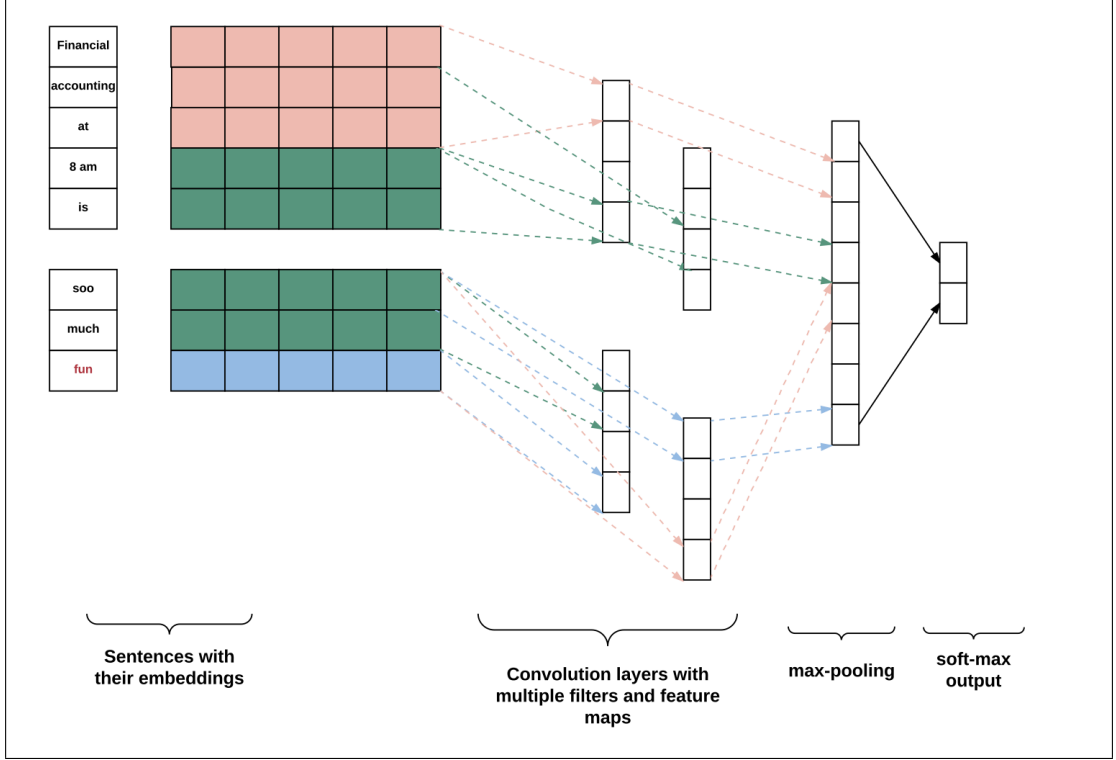 Financial
accounting
at
8 am
is
soo
much
fun
Sentences with
their embeddings
Convolution layers with
multiple filters and feature
maps
max-pooling
soft-max
output